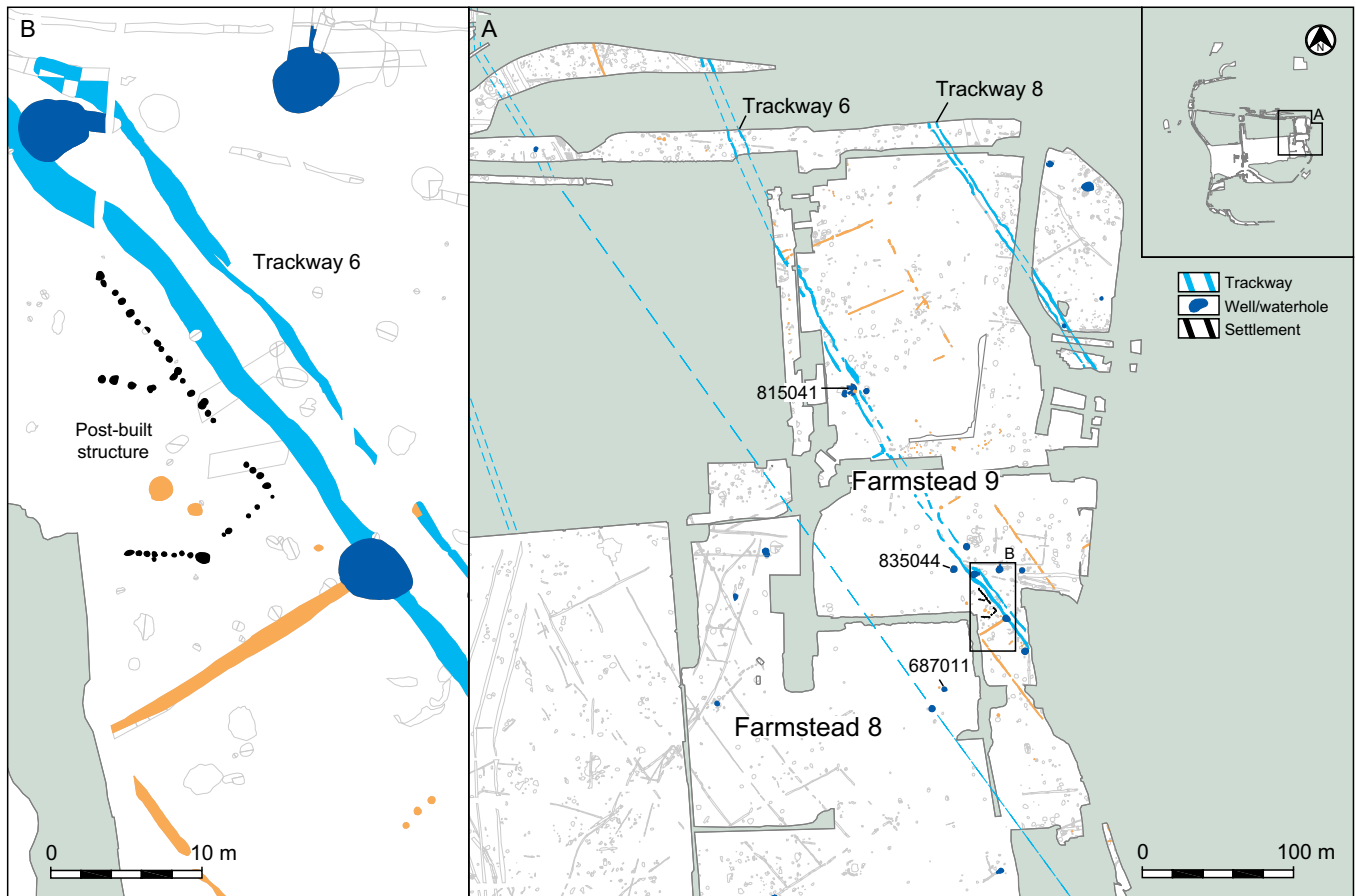 B
Trackway 6
Post-built
structure
0
10 m
A
Trackway 6
Trackway 8
815041
Farmstead 9
835044
B
687011
Farmstead 8
0
100 m
N
A
Trackway
Well/waterhole
Settlement